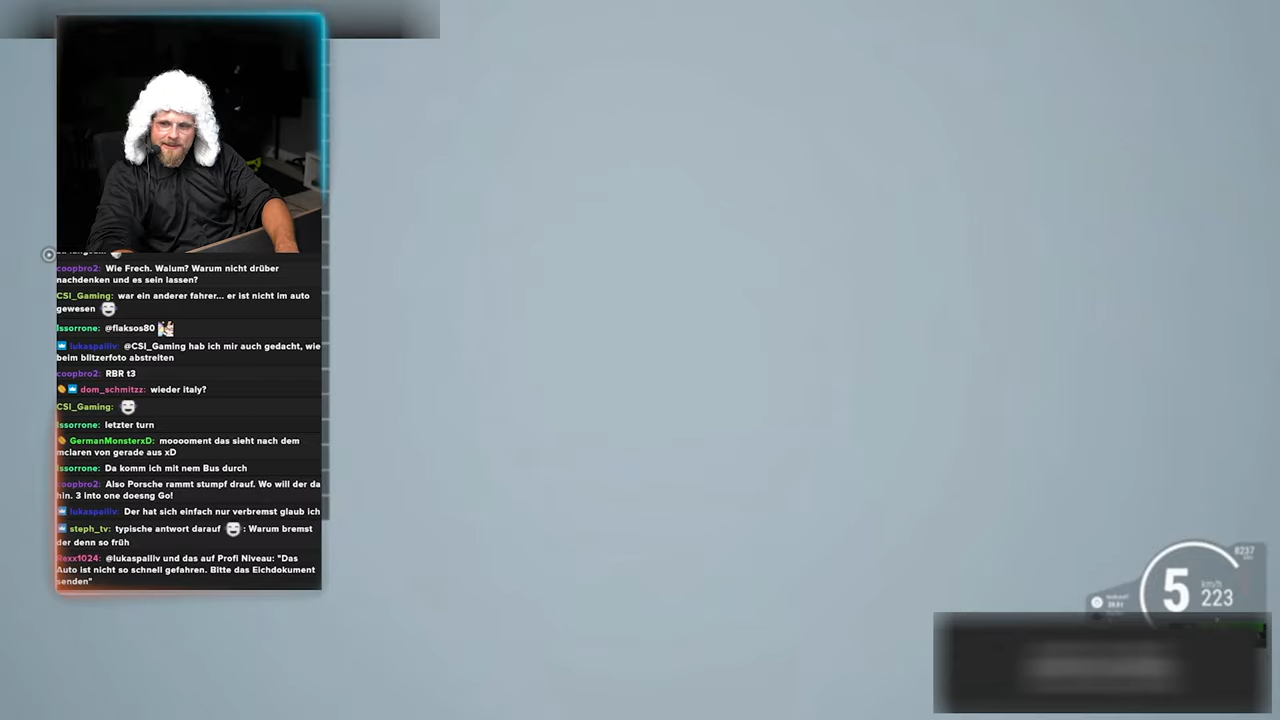 coopbro2: Wie Frech. Walum? Warum nicht drüber
nachdenken und es sein lassen?
CSI_Gaming: war ein anderer fahrer... er ist nicht im auto
gewesen
Issorrone: @flaksos80
lukaspailiv: @CSI_Gaming hab ich mir auch gedacht, wie
beim blitzerfoto abstreiten
coopbro2: RBR t3
dom_schmitzz: wieder italy?
CSI_Gaming:
Issorrone: letzter turn
GermanMonsterxD: mooooment das sieht nach dem
mclaren von gerade aus xD
Issorrone: Da komm ich mit nem Bus durch
coopbro2: Also Porsche rammt stumpf drauf. Wo will der da
hin. 3 into one doesng Go!
lukaspailiv: Der hat sich einfach nur verbremst glaub ich
steph_tv: typische antwort darauf : Warum bremst
der denn so früh
Rexx1024: @lukaspailiv und das auf Profi Niveau: "Das
Auto ist nicht so schnell gefahren. Bitte das Eichdokument
senden"
8237
5
km/h
223